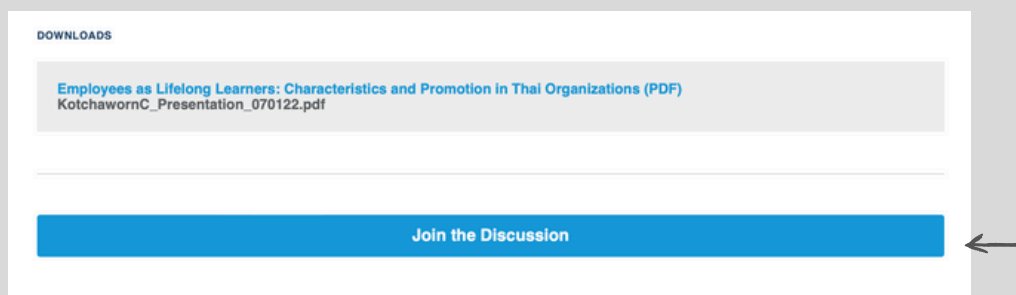 DOWNLOADS
Employees as Lifelong Learners: Characteristics and Promotion in Thai Organizations (PDF)
KotchawornC_Presentation_070122.pdf
Join the Discussion